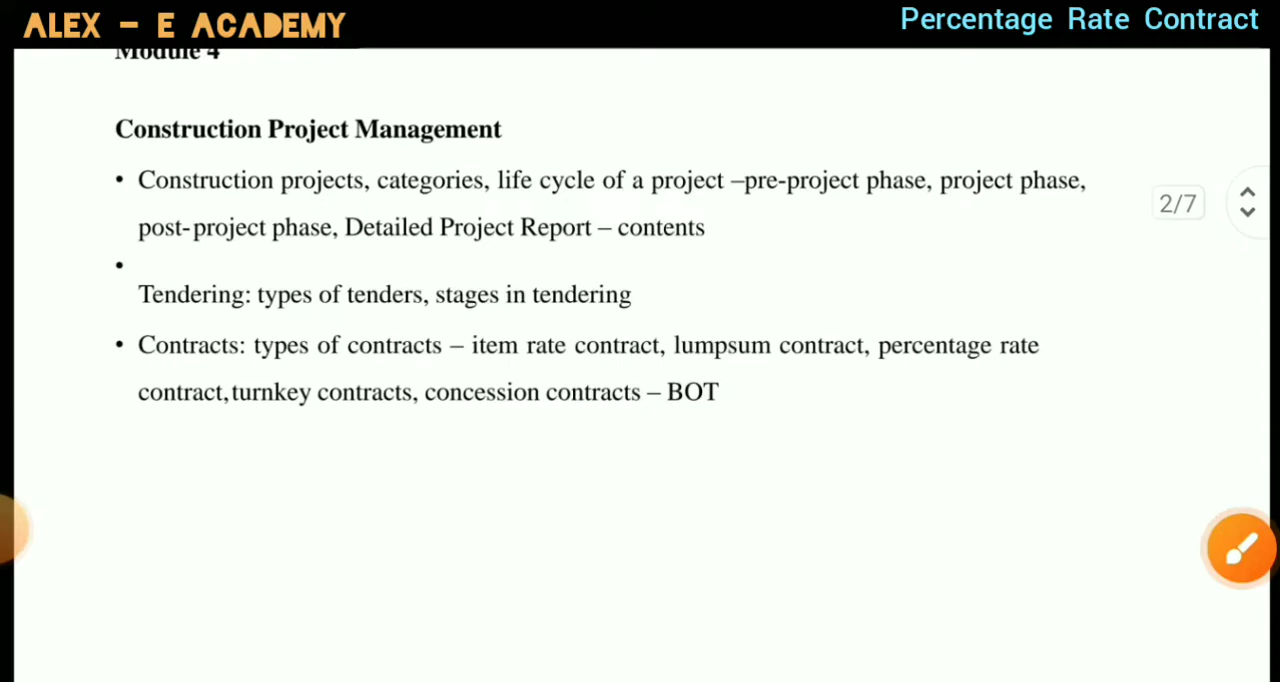 ALEX - E ACADEMY
Percentage Rate Contract
Module 4
Construction Project Management
• Construction projects, categories, life cycle of a project –pre-project phase, project phase,
post-project phase, Detailed Project Report – contents
2/7
•
Tendering: types of tenders, stages in tendering
• Contracts: types of contracts – item rate contract, lumpsum contract, percentage rate
contract, turnkey contracts, concession contracts – BOT